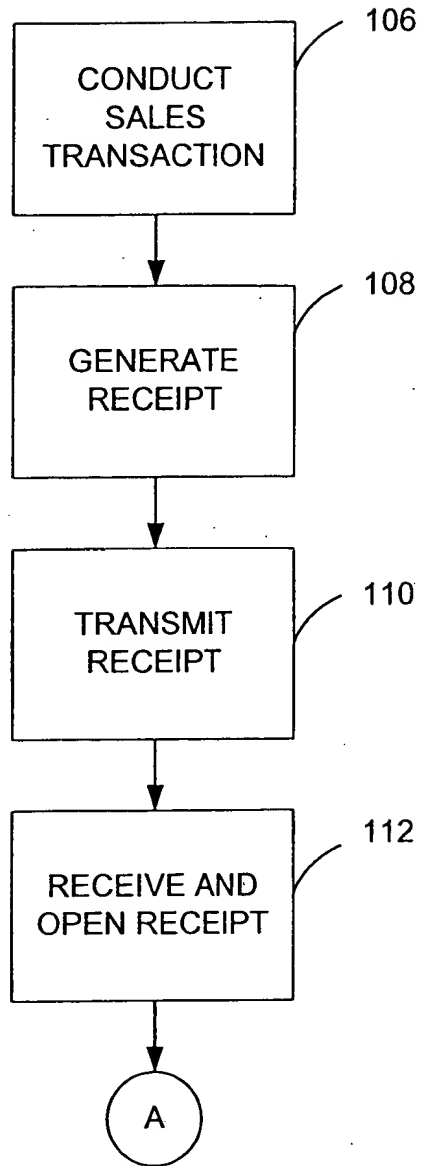 106
CONDUCT
SALES
TRANSACTION
108
GENERATE
RECEIPT
110
TRANSMIT
RECEIPT
112
RECEIVE AND
OPEN RECEIPT
A